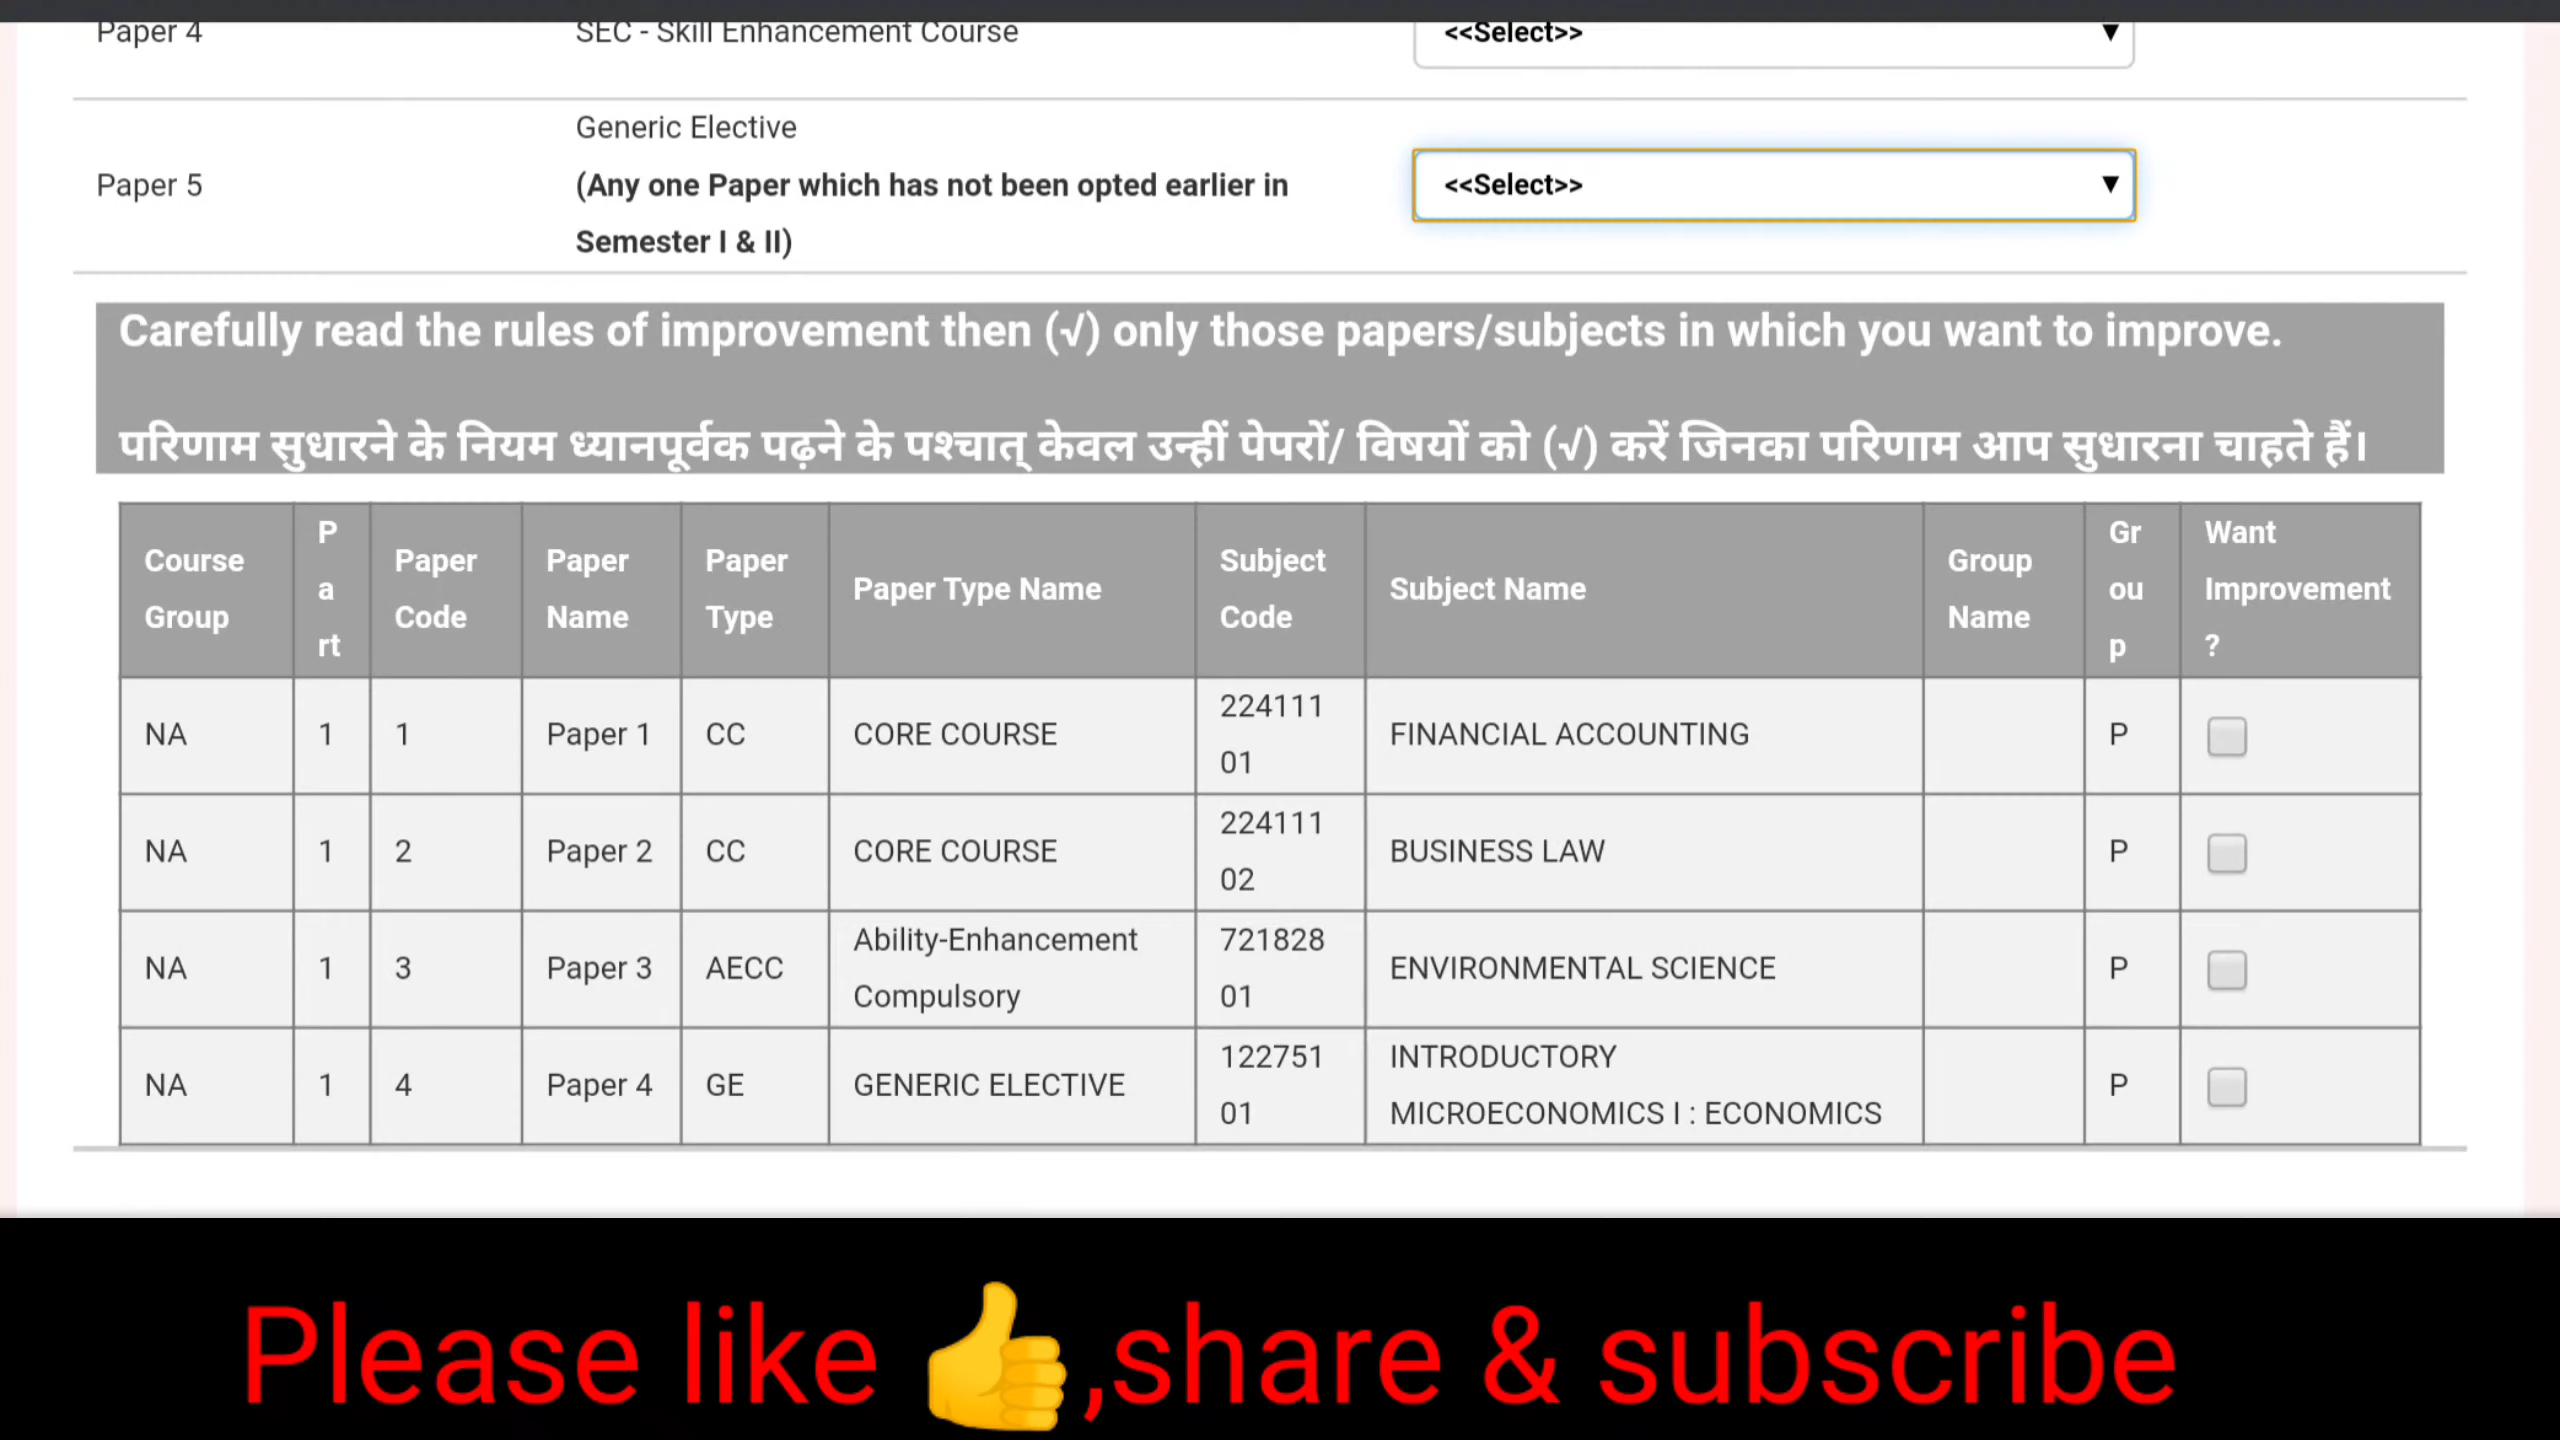 Paper 4 SEC - Skill Enhancement Course <<Select>>
Generic Elective
Paper 5 (Any one Paper which has not been opted earlier in <<Select>>
Semester I & II)
Carefully read the rules of improvement then (√) only those papers/subjects in which you want to improve.
परिणाम सुधारने के नियम ध्यानपूर्वक पढ़ने के पश्चात् केवल उन्हीं पेपरों/ विषयों को (√) करें जिनका परिणाम आप सुधारना चाहते हैं।
Course Group Part Paper Code Paper Name Paper Type Paper Type Name Subject Code Subject Name Group Name Group Want Improvement ?
NA 1 1 Paper 1 CC CORE COURSE 22411101 FINANCIAL ACCOUNTING P
NA 1 2 Paper 2 CC CORE COURSE 22411102 BUSINESS LAW P
NA 1 3 Paper 3 AECC Ability-Enhancement Compulsory 72182801 ENVIRONMENTAL SCIENCE P
NA 1 4 Paper 4 GE GENERIC ELECTIVE 12275101 INTRODUCTORY MICROECONOMICS I : ECONOMICS P
Please like 👍,share & subscribe